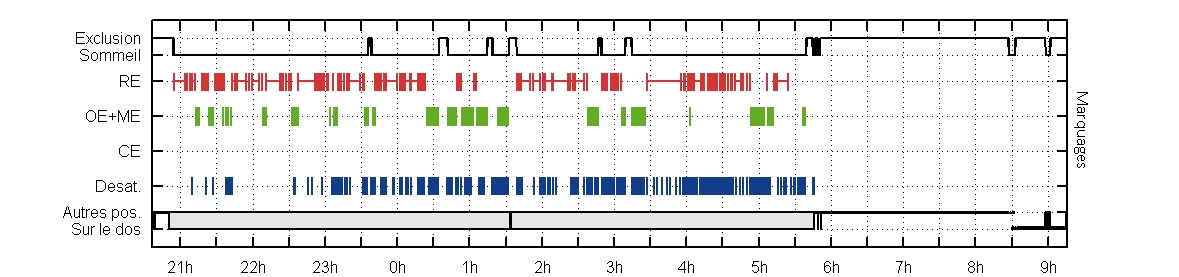 Exclusion
Sommeil
RE
OE+ME
CE
Desat.
Autres pos.
Sur le dos
21h 22h 23h 0h 1h 2h 3h 4h 5h 6h 7h 8h 9h
Marquages